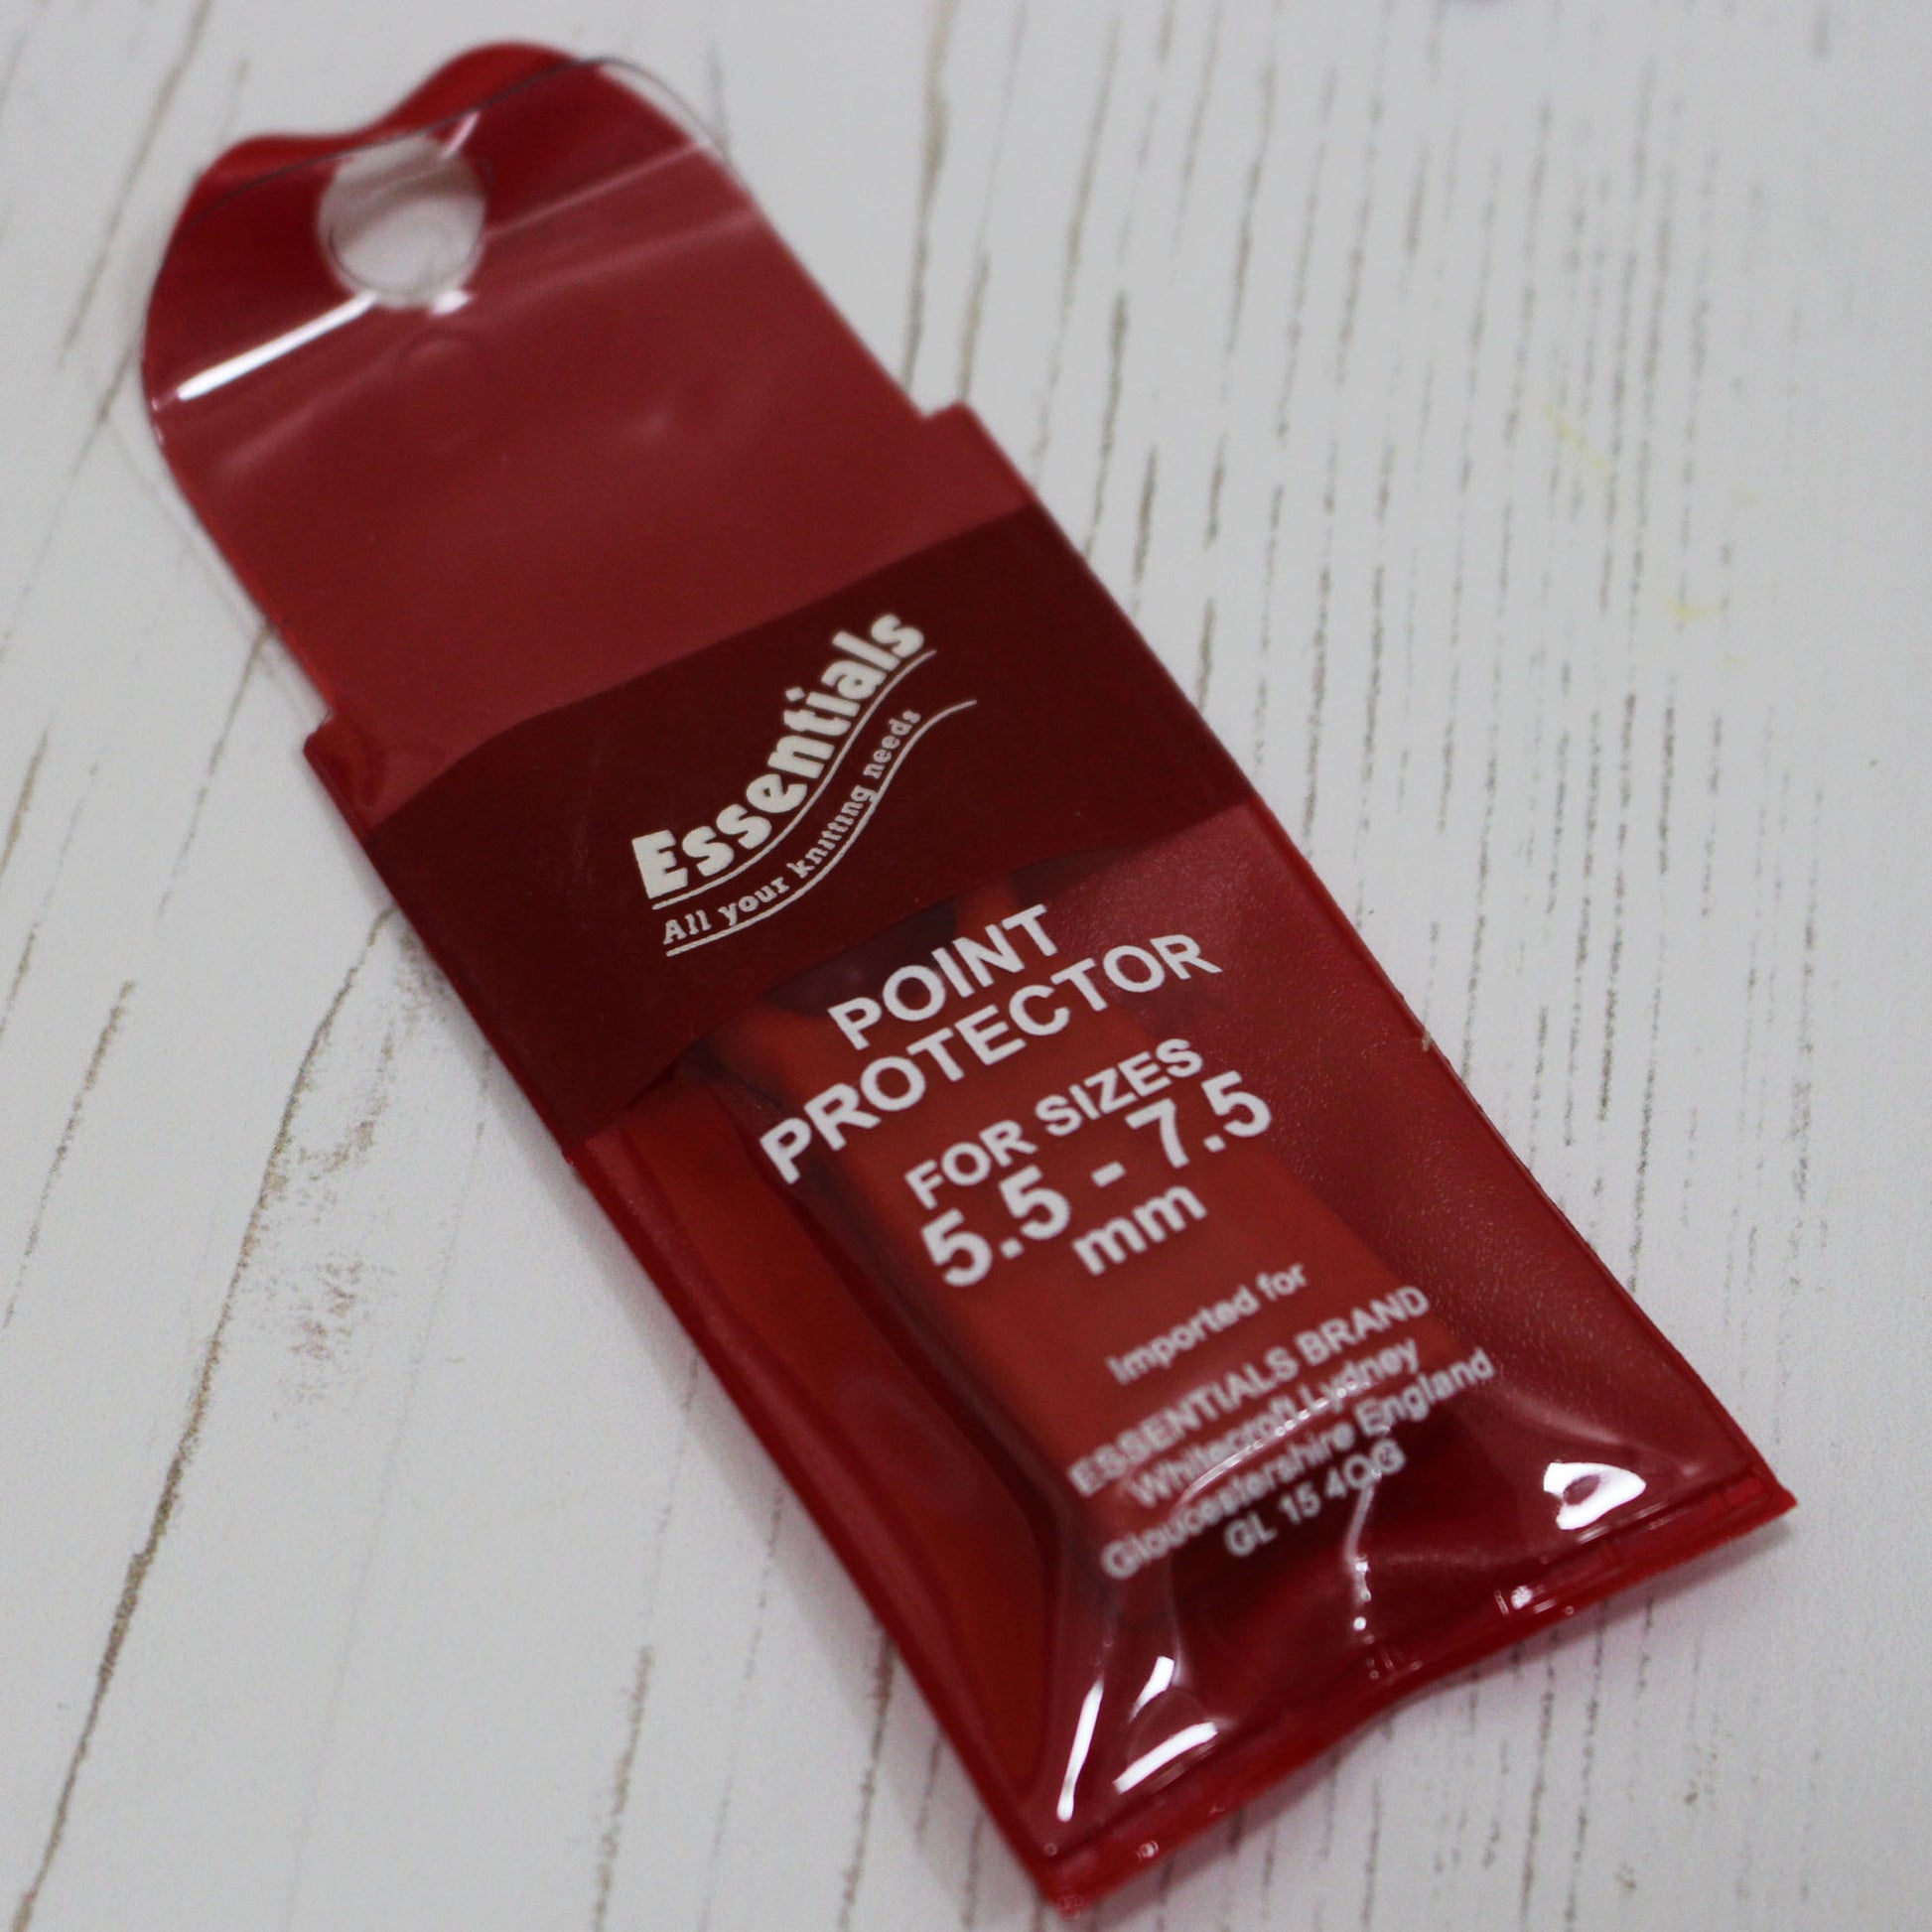 Essentials
All your knitting needs
POINT
PROTECTOR
FOR SIZES
5.5 - 7.5
mm
Imported for
ESSENTIALS BRAND
Whitecroft Lydney
Gloucestershire England
GL 15 4QG